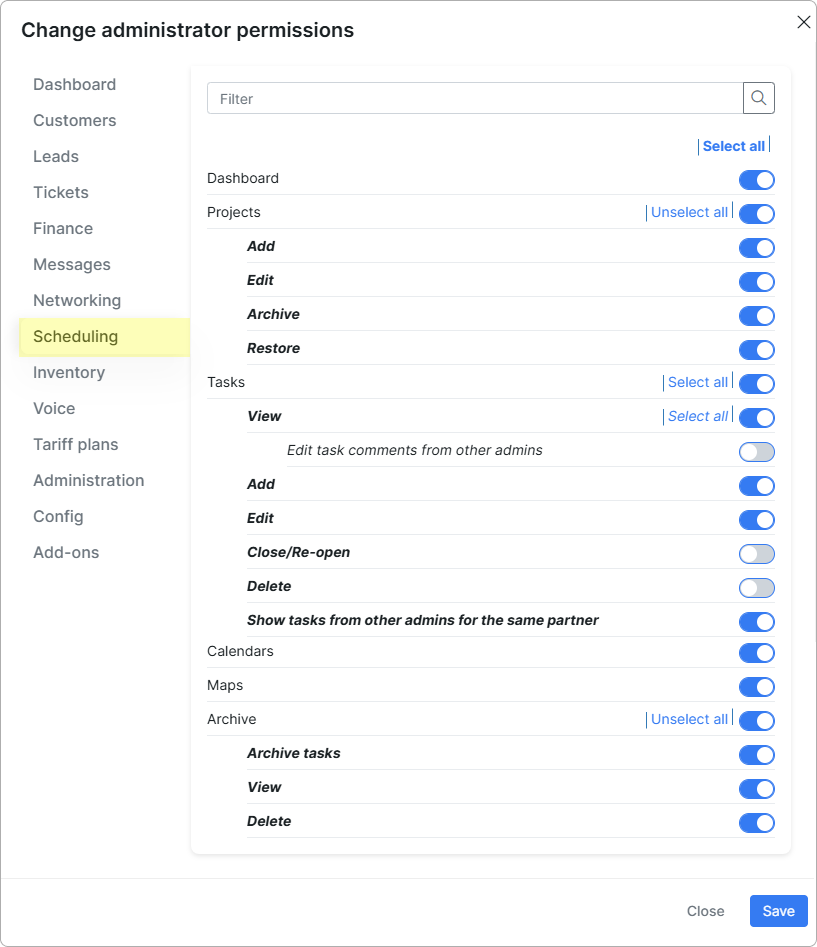 Change administrator permissions
Dashboard
Customers
Leads
Tickets
Finance
Messages
Networking
Scheduling
Inventory
Voice
Tariff plans
Administration
Config
Add-ons
Filter
Select all
Dashboard
Projects Unselect all
Add
Edit
Archive
Restore
Tasks Select all
View Select all
Edit task comments from other admins
Add
Edit
Close/Re-open
Delete
Show tasks from other admins for the same partner
Calendars
Maps
Archive Unselect all
Archive tasks
View
Delete
Close Save